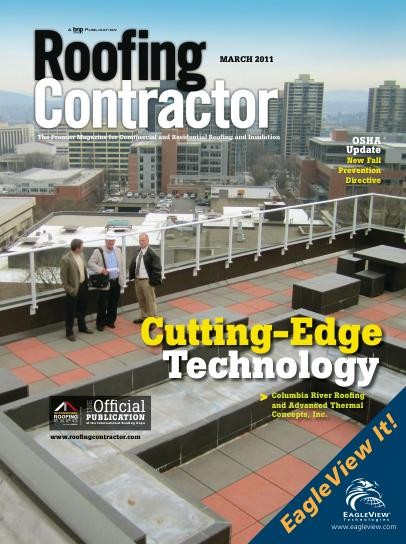 A bnp PUBLICATION
Roofing
MARCH 2011
Contractor
The Premier Magazine for Commercial and Residential Roofing and Insulation
OSHA
Update
New Fall
Prevention
Directive
Cutting-Edge
Technology
> Columbia River Roofing
and Advanced Thermal
Concepts, Inc.
ROOFING
EXPO
THE Official
PUBLICATION
of the International Roofing Expo
www.roofingcontractor.com
EagleView It!
EAGLEVIEW
Technologies
www.eagleview.com